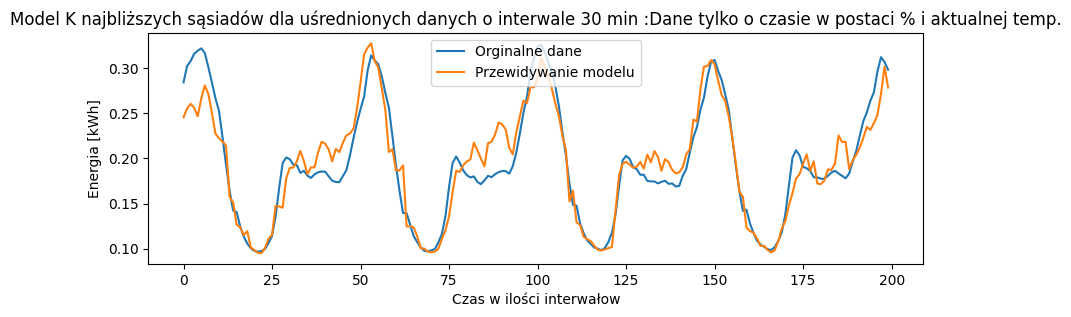 Model K najbliższych sąsiadów dla uśrednionych danych o interwale 30 min :Dane tylko o czasie w postaci % i aktualnej temp.
Orginalne dane
Przewidywanie modelu
Energia [kWh]
0.30
0.25
0.20
0.15
0.10
0 25 50 75 100 125 150 175 200
Czas w ilości interwałow